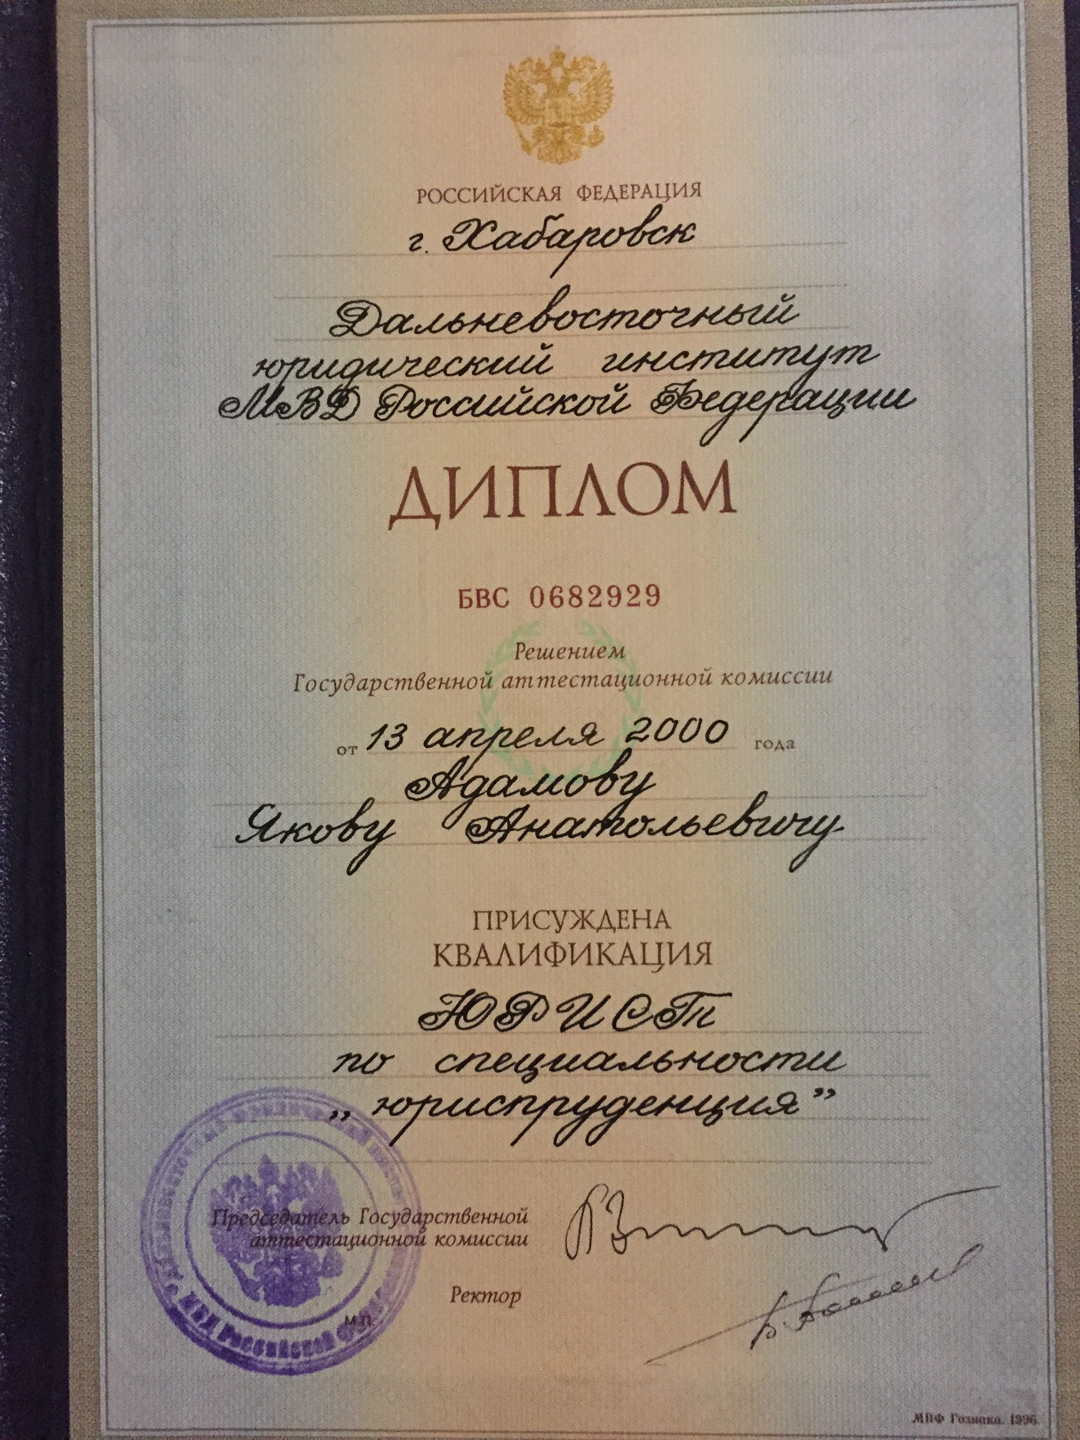 РОССИЙСКАЯ ФЕДЕРАЦИЯ
г. Хабаровск
Дальневосточный
юридический институт
МВД Российской Федерации
ДИПЛОМ
БВС 0682929
Решением
Государственной аттестационной комиссии
от 13 апреля 2000 года
Адамову
Якову Анатольевичу
ПРИСУЖДЕНА
КВАЛИФИКАЦИЯ
ЮРИСТ
по специальности
„юриспруденция”
Председатель Государственной
аттестационной комиссии
Ректор
М.П.
МВД РОССИЙСКОЙ
МПФ Гознака. 1996.